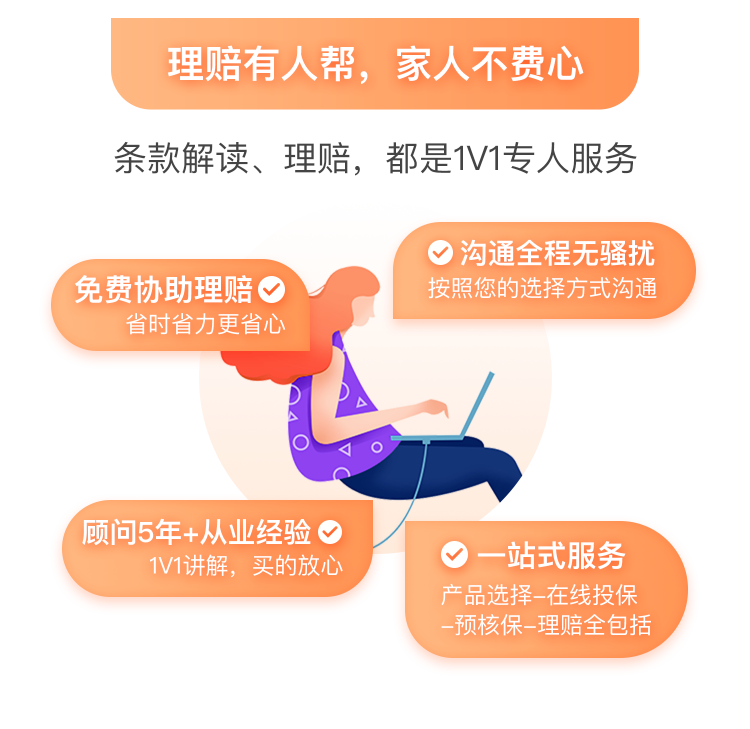 理赔有人帮，家人不费心
条款解读、理赔，都是1V1专人服务
免费协助理赔
省时省力更省心
沟通全程无骚扰
按照您的选择方式沟通
顾问5年+从业经验
1V1讲解，买的放心
一站式服务
产品选择-在线投保
-预核保-理赔全包括